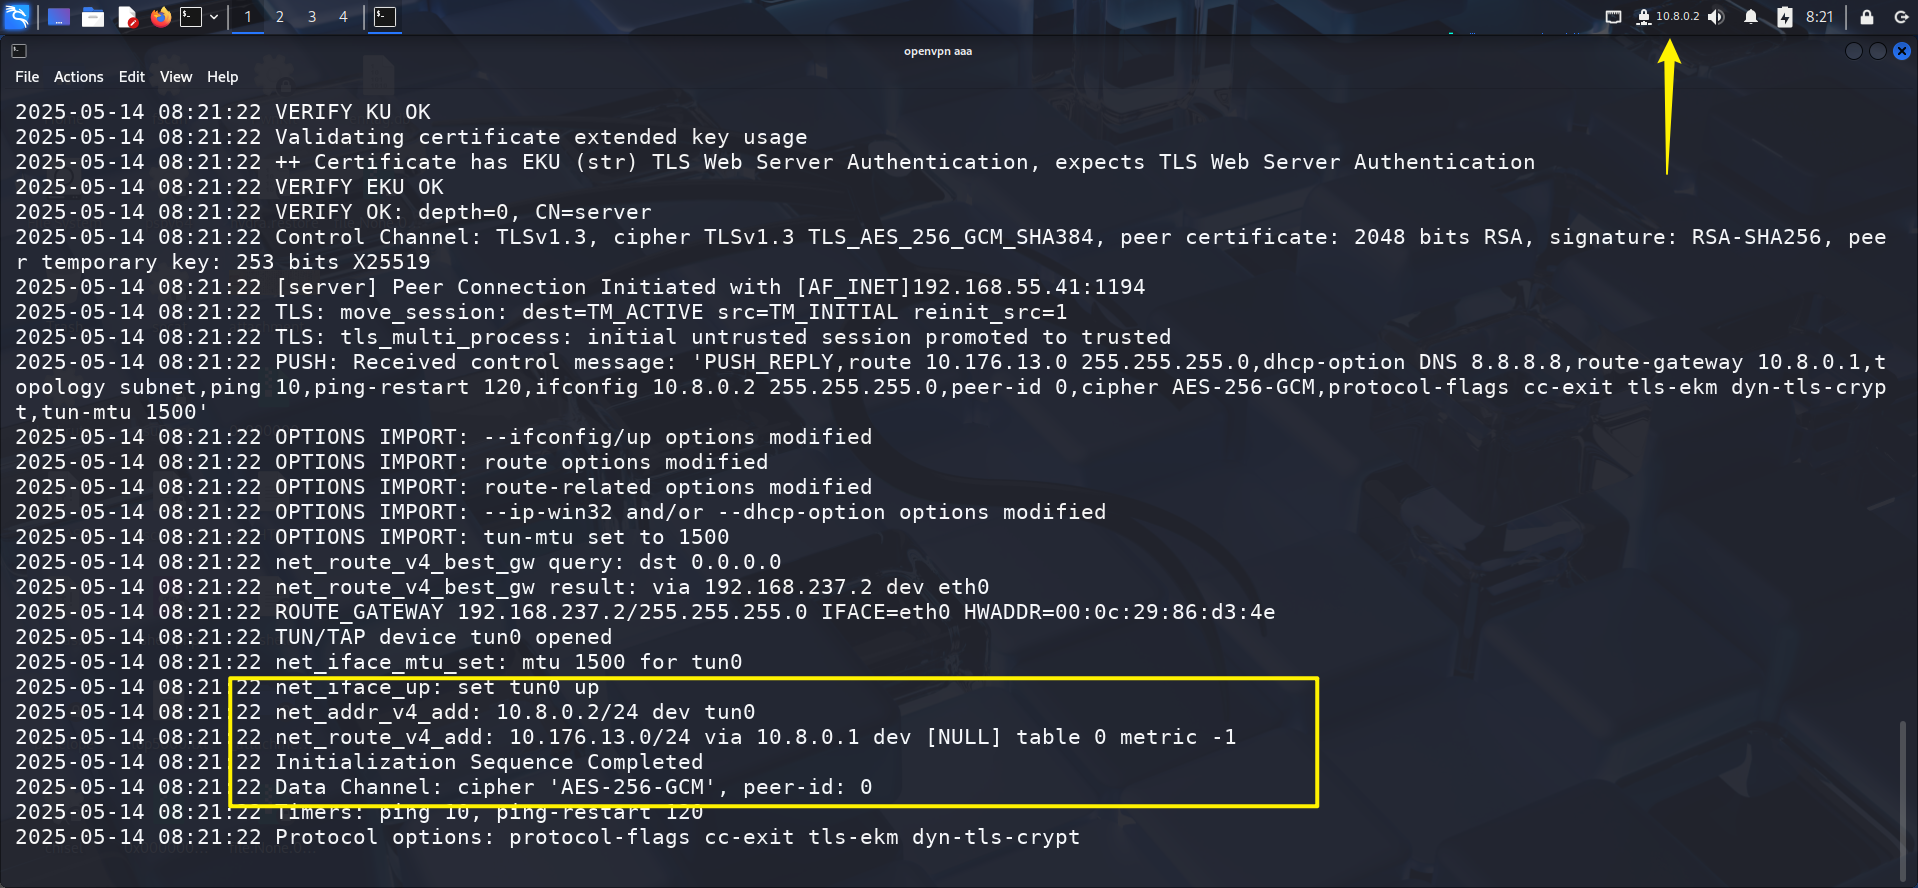 1 2 3 4
10.8.0.2
8:21
openvpn aaa
File Actions Edit View Help
2025-05-14 08:21:22 VERIFY KU OK
2025-05-14 08:21:22 Validating certificate extended key usage
2025-05-14 08:21:22 ++ Certificate has EKU (str) TLS Web Server Authentication, expects TLS Web Server Authentication
2025-05-14 08:21:22 VERIFY EKU OK
2025-05-14 08:21:22 VERIFY OK: depth=0, CN=server
2025-05-14 08:21:22 Control Channel: TLSv1.3, cipher TLSv1.3 TLS_AES_256_GCM_SHA384, peer certificate: 2048 bits RSA, signature: RSA-SHA256, pee
r temporary key: 253 bits X25519
2025-05-14 08:21:22 [server] Peer Connection Initiated with [AF_INET]192.168.55.41:1194
2025-05-14 08:21:22 TLS: move_session: dest=TM_ACTIVE src=TM_INITIAL reinit_src=1
2025-05-14 08:21:22 TLS: tls_multi_process: initial untrusted session promoted to trusted
2025-05-14 08:21:22 PUSH: Received control message: 'PUSH_REPLY,route 10.176.13.0 255.255.255.0,dhcp-option DNS 8.8.8.8,route-gateway 10.8.0.1,t
opology subnet,ping 10,ping-restart 120,ifconfig 10.8.0.2 255.255.255.0,peer-id 0,cipher AES-256-GCM,protocol-flags cc-exit tls-ekm dyn-tls-cryp
t,tun-mtu 1500'
2025-05-14 08:21:22 OPTIONS IMPORT: --ifconfig/up options modified
2025-05-14 08:21:22 OPTIONS IMPORT: route options modified
2025-05-14 08:21:22 OPTIONS IMPORT: route-related options modified
2025-05-14 08:21:22 OPTIONS IMPORT: --ip-win32 and/or --dhcp-option options modified
2025-05-14 08:21:22 OPTIONS IMPORT: tun-mtu set to 1500
2025-05-14 08:21:22 net_route_v4_best_gw query: dst 0.0.0.0
2025-05-14 08:21:22 net_route_v4_best_gw result: via 192.168.237.2 dev eth0
2025-05-14 08:21:22 ROUTE_GATEWAY 192.168.237.2/255.255.255.0 IFACE=eth0 HWADDR=00:0c:29:86:d3:4e
2025-05-14 08:21:22 TUN/TAP device tun0 opened
2025-05-14 08:21:22 net_iface_mtu_set: mtu 1500 for tun0
2025-05-14 08:21:22 net_iface_up: set tun0 up
2025-05-14 08:21:22 net_addr_v4_add: 10.8.0.2/24 dev tun0
2025-05-14 08:21:22 net_route_v4_add: 10.176.13.0/24 via 10.8.0.1 dev [NULL] table 0 metric -1
2025-05-14 08:21:22 Initialization Sequence Completed
2025-05-14 08:21:22 Data Channel: cipher 'AES-256-GCM', peer-id: 0
2025-05-14 08:21:22 Timers: ping 10, ping-restart 120
2025-05-14 08:21:22 Protocol options: protocol-flags cc-exit tls-ekm dyn-tls-crypt